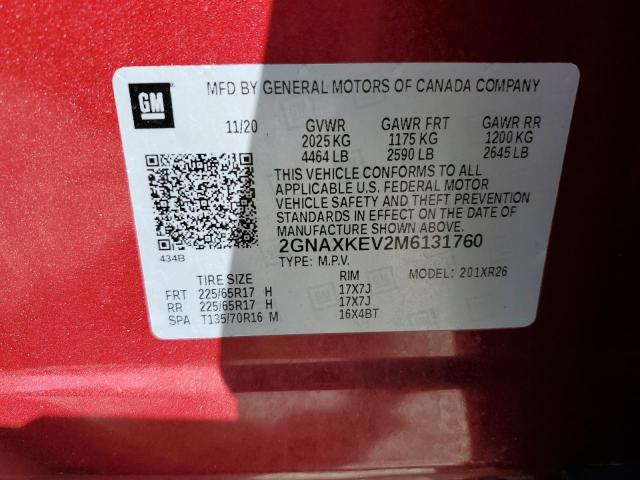 GM
MFD BY GENERAL MOTORS OF CANADA COMPANY
11/20 GVWR GAWR FRT GAWR RR
2025 KG 1175 KG 1200 KG
4464 LB 2590 LB 2645 LB
THIS VEHICLE CONFORMS TO ALL
APPLICABLE U.S. FEDERAL MOTOR
VEHICLE SAFETY AND THEFT PREVENTION
STANDARDS IN EFFECT ON THE DATE OF
MANUFACTURE SHOWN ABOVE.
434B
2GNAXKEV2M6131760
TYPE: M.P.V. MODEL: 201XR26
TIRE SIZE RIM
FRT 225/65R17 H 17X7J
RR 225/65R17 H 17X7J
SPA T135/70R16 M 16X4BT